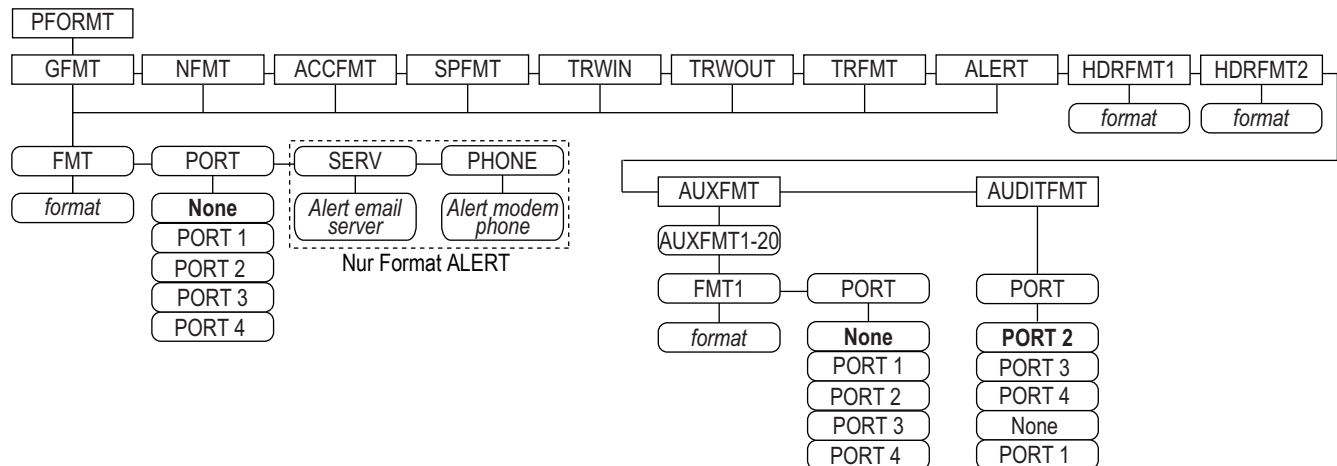 PFORMT
GFMT NFMT ACCFMT SPFMT TRWIN TRWOUT TRFMT ALERT HDRFMT1 HDRFMT2
format format
FMT PORT SERV PHONE
format
None
PORT 1
PORT 2
PORT 3
PORT 4
Alert email
server
Alert modem
phone
Nur Format ALERT
AUXFMT AUDITFMT
AUXFMT1-20
FMT1 PORT PORT
format
None
PORT 1
PORT 2
PORT 3
PORT 4
PORT 2
PORT 3
PORT 4
None
PORT 1